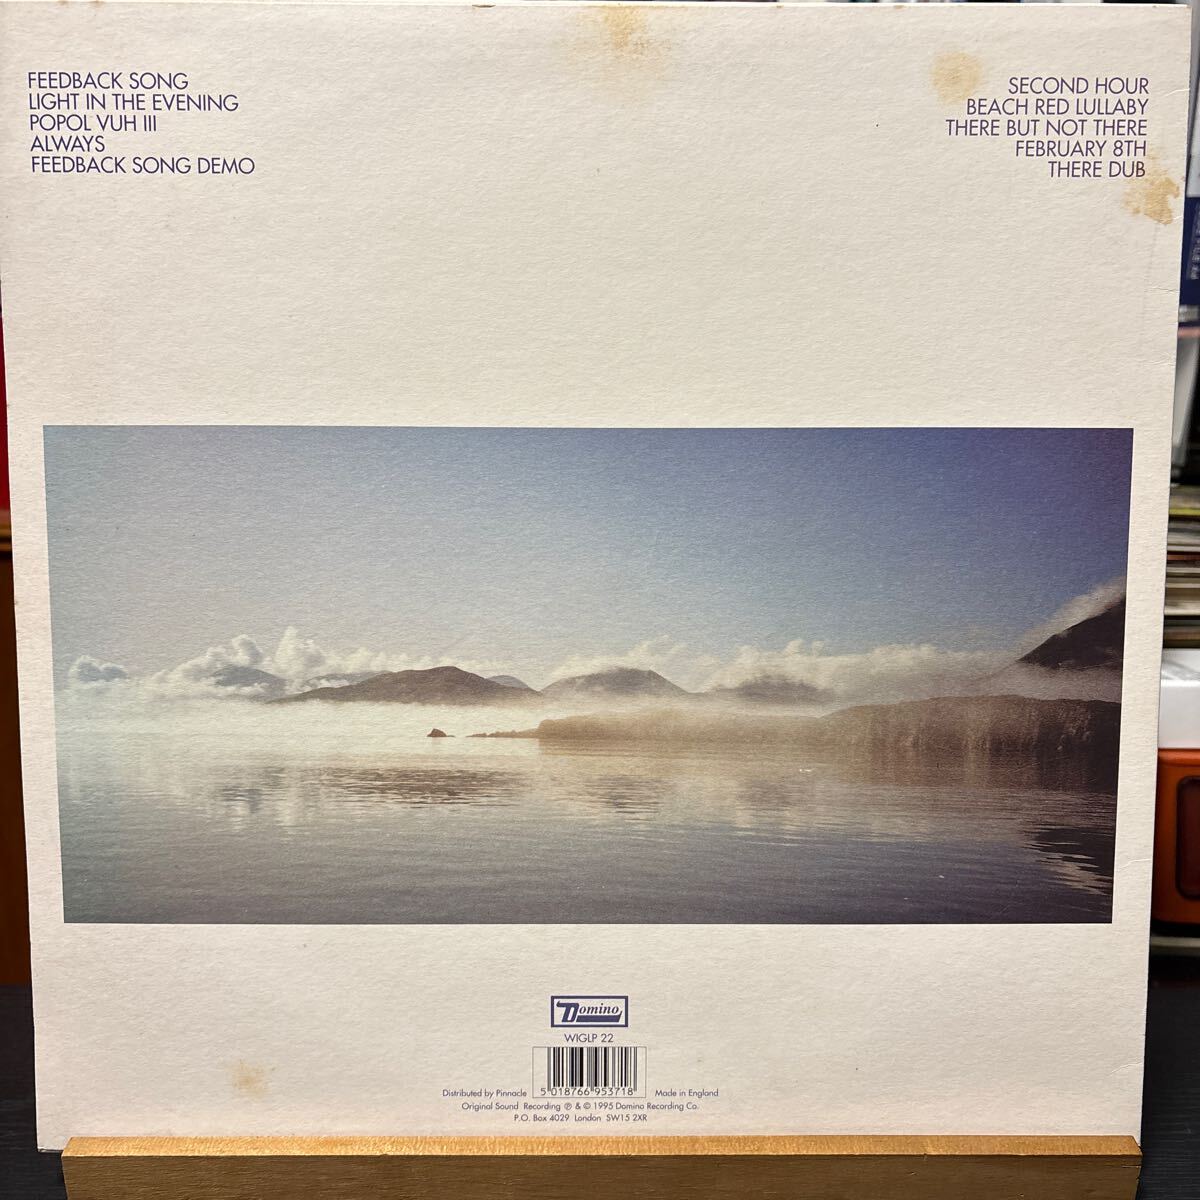 FEEDBACK SONG
LIGHT IN THE EVENING
POPOL VUH III
ALWAYS
FEEDBACK SONG DEMO
SECOND HOUR
BEACH RED LULLABY
THERE BUT NOT THERE
FEBRUARY 8TH
THERE DUB
Domino
WIGLP 22
5 018766 953718
Distributed by Pinnacle
Made in England
Original Sound Recording ℗ & © 1995 Domino Recording Co.
P.O. Box 4029 London SW15 2XR